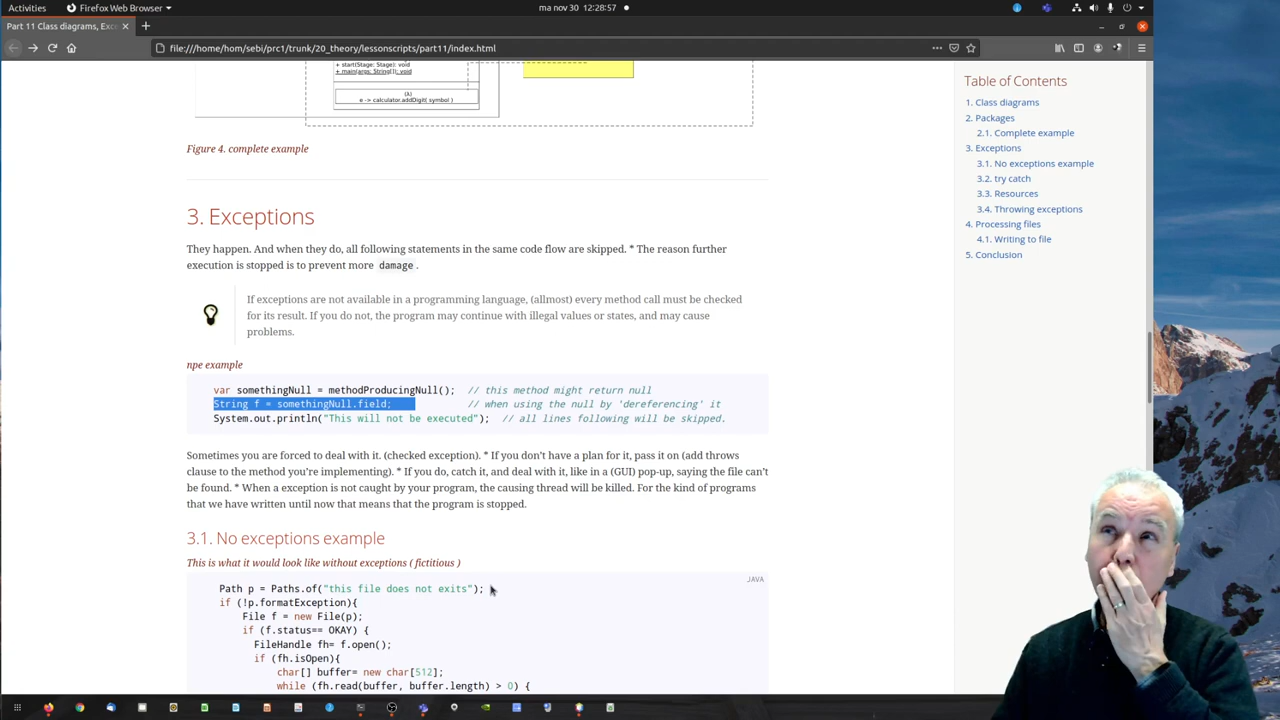 Activities
FireFox Web Browser
ma nov 30 12:28:57
Part 11 Class diagrams, Exc
file:///home/hom/sebi/prc1/trunk/20_theory/lessonscripts/part11/index.html
+ start(Stage: Stage): void
+ main(args: String[]): void
(λ)
e -> calculator.addDigit( symbol )
Figure 4. complete example
3. Exceptions
They happen. And when they do, all following statements in the same code flow are skipped. * The reason further
execution is stopped is to prevent more damage.
If exceptions are not available in a programming language, (allmost) every method call must be checked
for its result. If you do not, the program may continue with illegal values or states, and may cause
problems.
npe example
var somethingNull = methodProducingNull(); // this method might return null
String f = somethingNull.field; // when using the null by 'dereferencing' it
System.out.println("This will not be executed"); // all lines following will be skipped.
Sometimes you are forced to deal with it. (checked exception). * If you don't have a plan for it, pass it on (add throws
clause to the method you're implementing). * If you do, catch it, and deal with it, like in a (GUI) pop-up, saying the file can't
be found. * When a exception is not caught by your program, the causing thread will be killed. For the kind of programs
that we have written until now that means that the program is stopped.
3.1. No exceptions example
This is what it would look like without exceptions ( fictitious )
JAVA
Path p = Paths.of("this file does not exits");
if (!p.formatException){
File f = new File(p);
if (f.status== OKAY) {
FileHandle fh= f.open();
if (fh.isOpen){
char[] buffer= new char[512];
while (fh.read(buffer, buffer.length) > 0) {
Table of Contents
1. Class diagrams
2. Packages
2.1. Complete example
3. Exceptions
3.1. No exceptions example
3.2. try catch
3.3. Resources
3.4. Throwing exceptions
4. Processing files
4.1. Writing to file
5. Conclusion